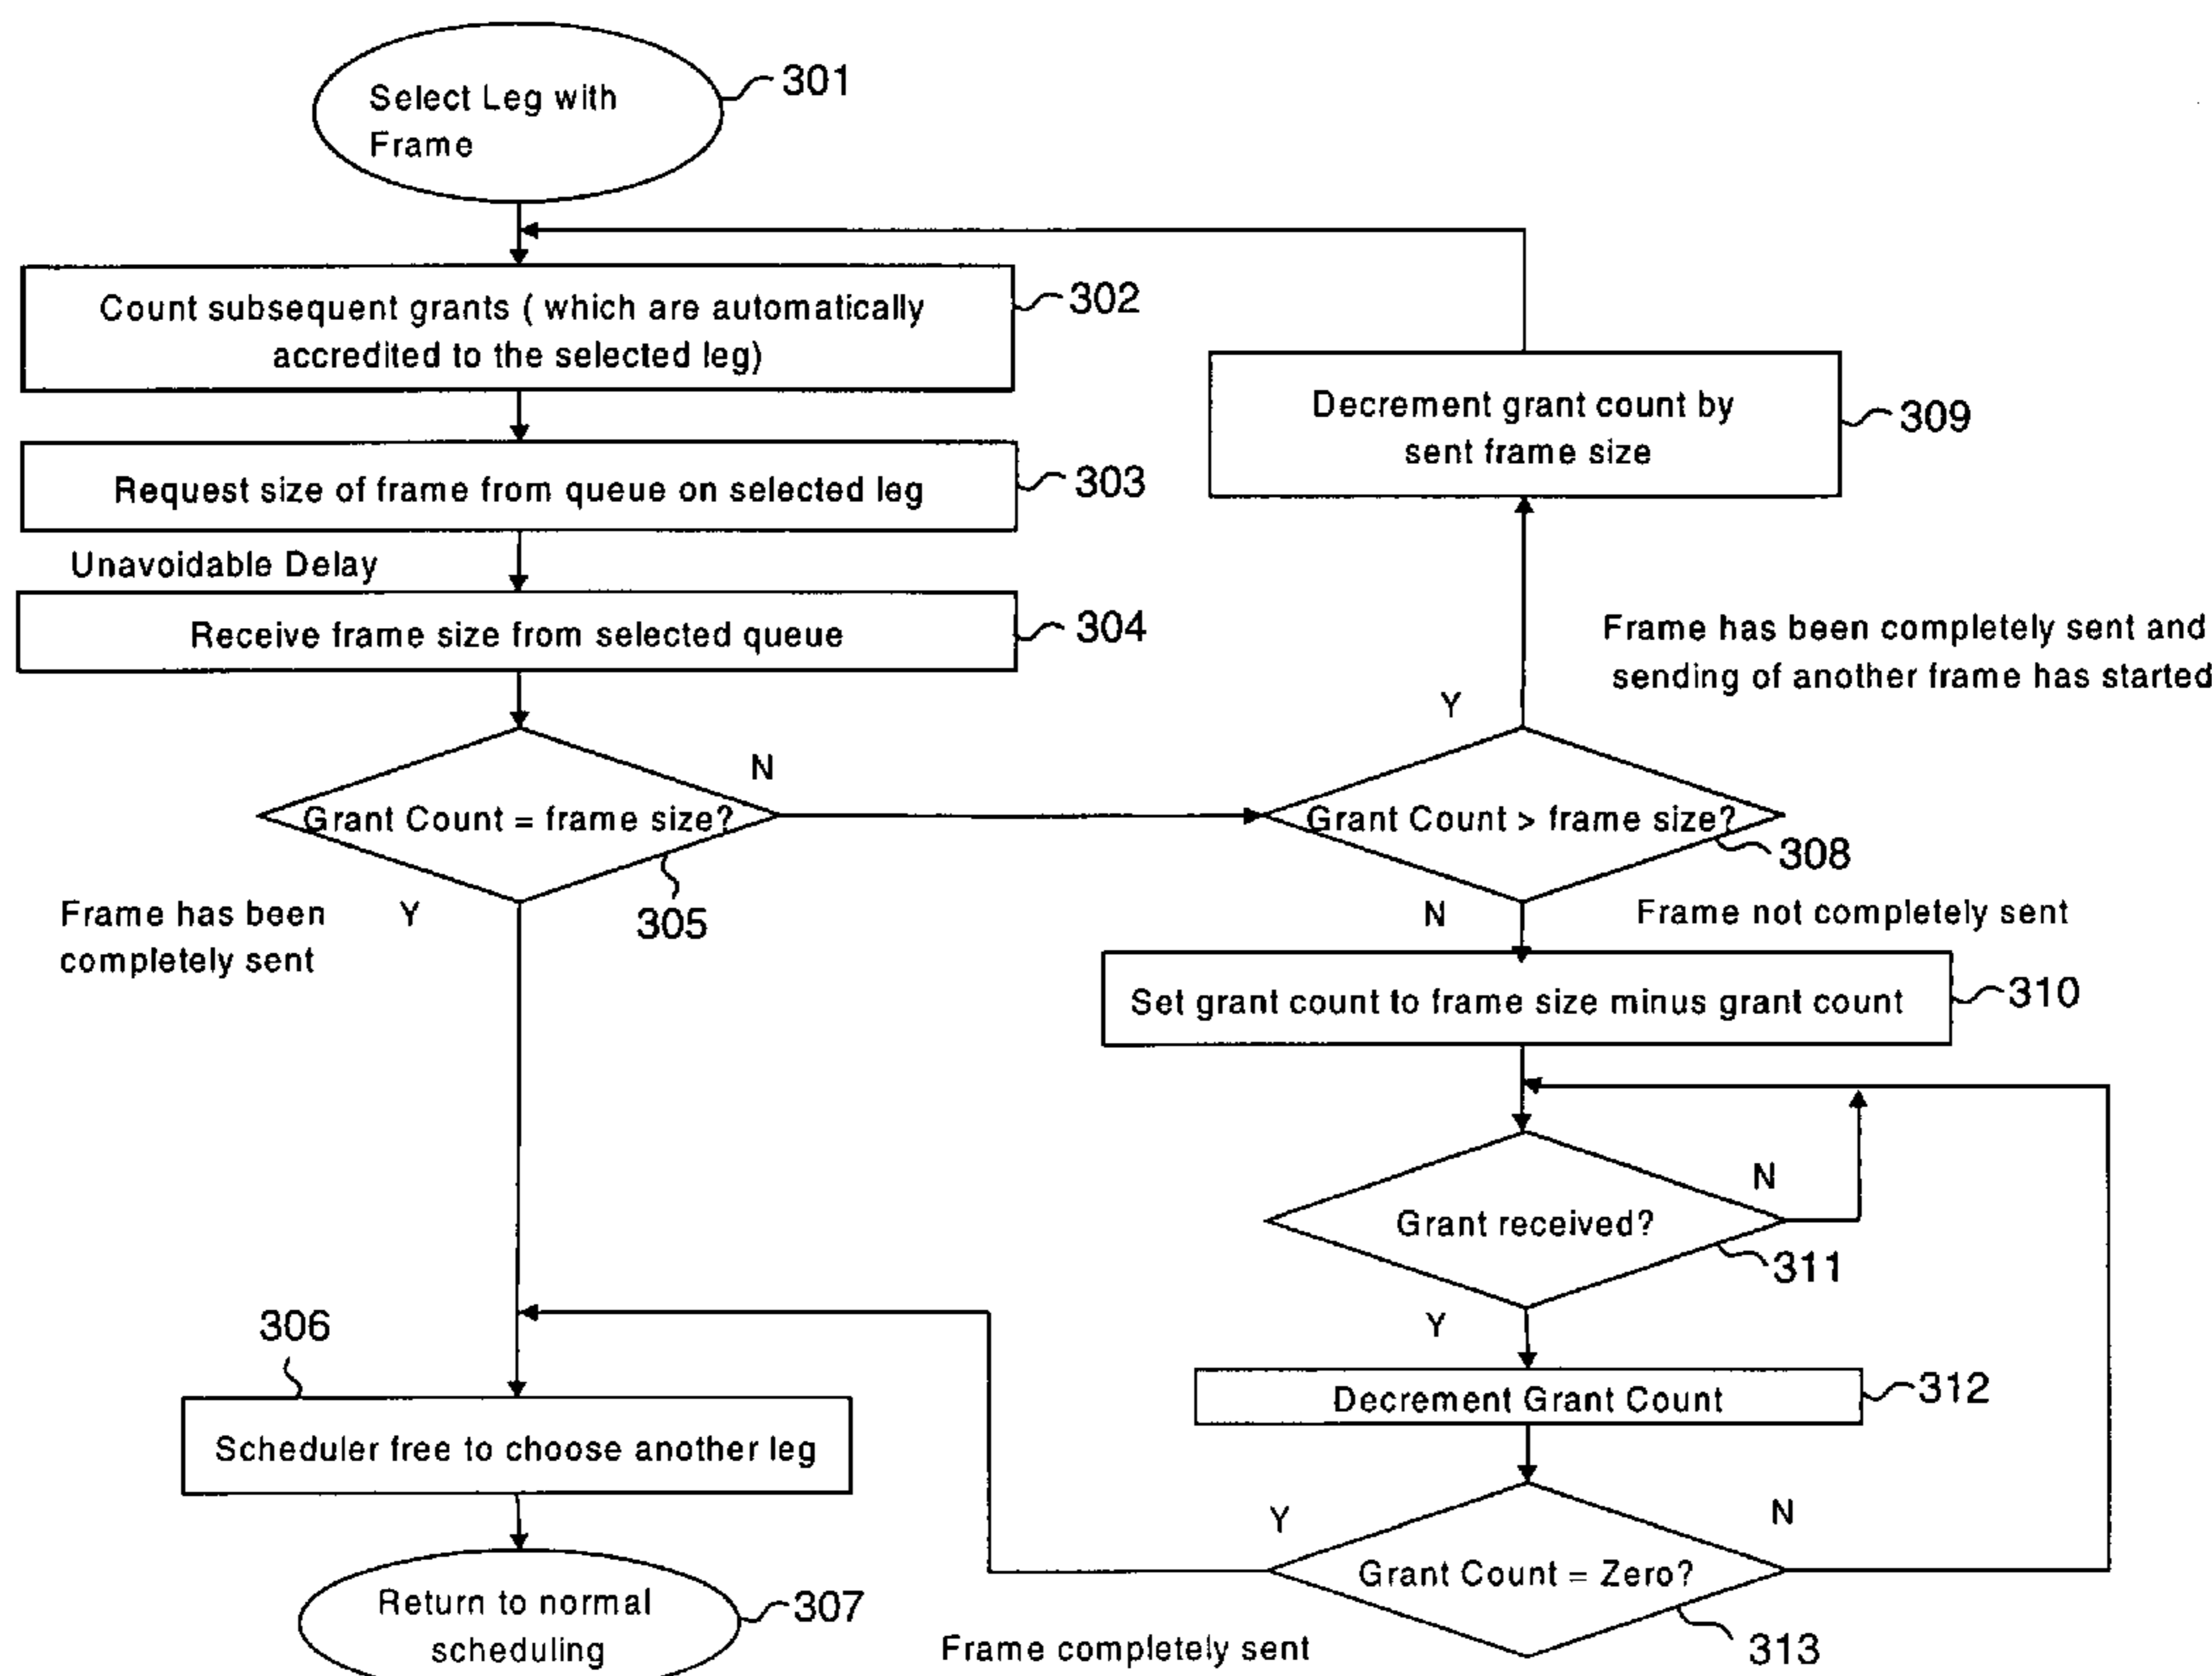 Select Leg with
Frame
301
Count subsequent grants ( which are automatically
accredited to the selected leg)
302
Request size of frame from queue on selected leg
303
Unavoidable Delay
Receive frame size from selected queue
304
Decrement grant count by
sent frame size
309
Frame has been completely sent and
sending of another frame has started
Y
Grant Count = frame size?
N
305
Grant Count > frame size?
308
Frame has been
completely sent
Y
N
Frame not completely sent
Set grant count to frame size minus grant count
310
Grant received?
N
311
Y
306
Scheduler free to choose another leg
Decrement Grant Count
312
Y
Grant Count = Zero?
N
313
Return to normal
scheduling
307
Frame completely sent